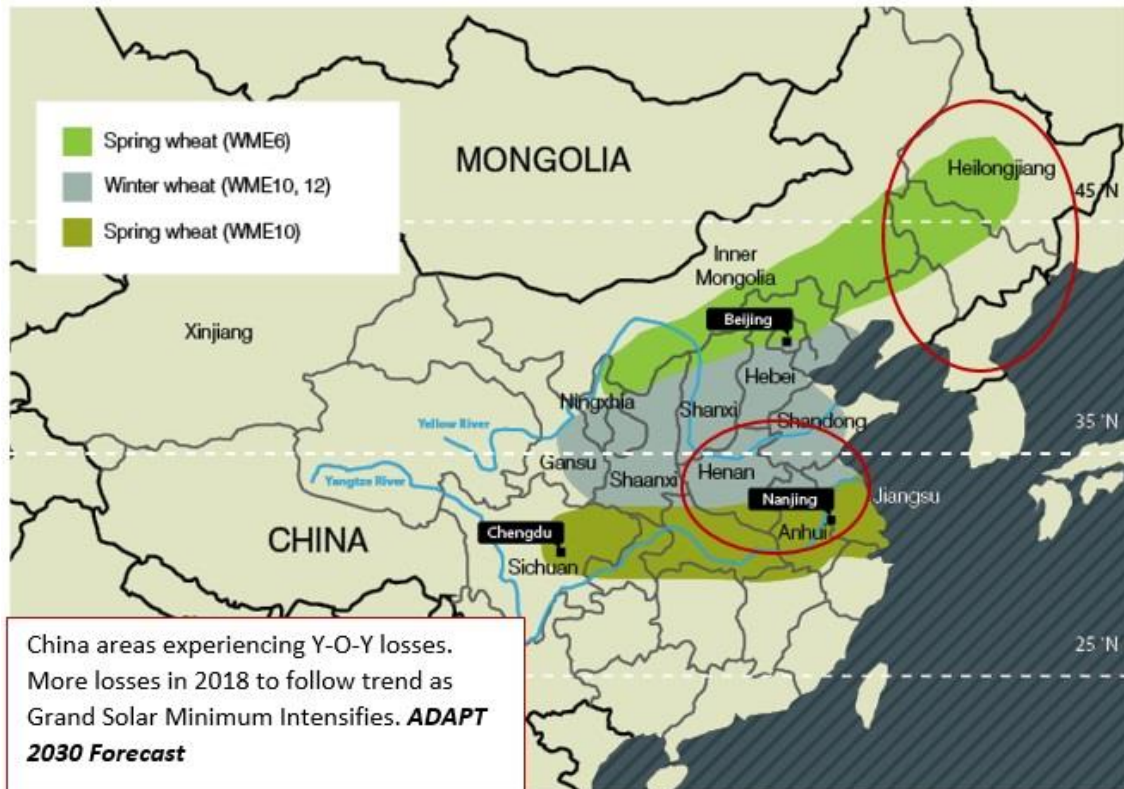 Spring wheat (WME6)
Winter wheat (WME10, 12)
Spring wheat (WME10)
MONGOLIA
Heilongjiang
45 °N
Inner
Mongolia
Xinjiang
Beijing
Hebei
Ningxhia
Shanxi
Shandong
Yellow River
35 °N
Gansu
Henan
Shaanxi
Yangtze River
Nanjing
Jiangsu
Chengdu
Anhui
CHINA
Sichuan
25 °N
China areas experiencing Y-O-Y losses.
More losses in 2018 to follow trend as
Grand Solar Minimum Intensifies. ADAPT
2030 Forecast